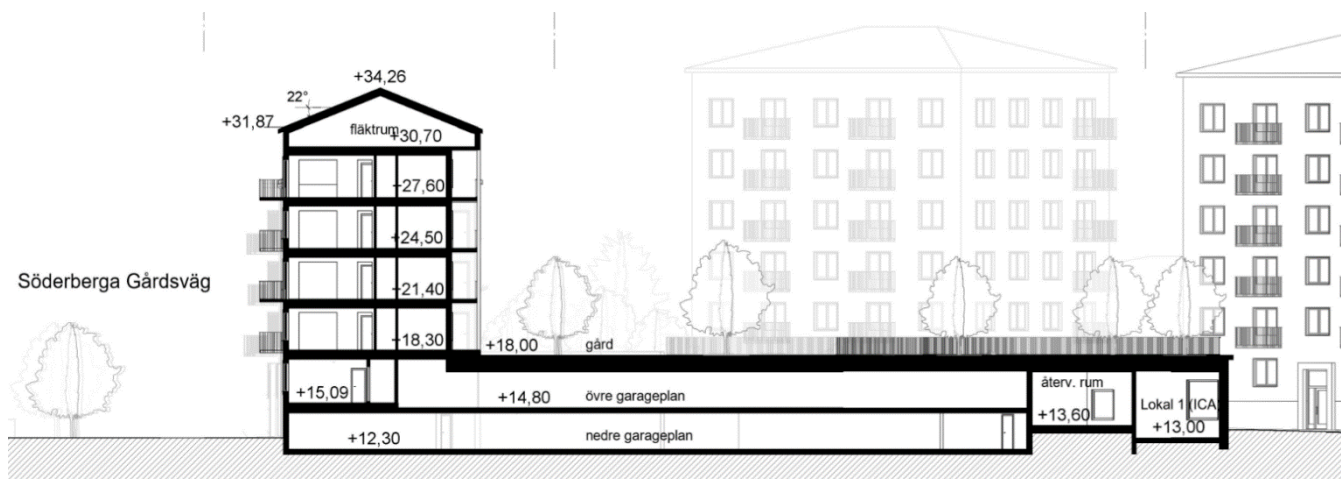 +34,26
22°
+31,87
fläktrum
+30,70
+27,60
+24,50
+21,40
Söderberga Gårdsväg
+18,30
+18,00
gård
+15,09
+14,80
övre garageplan
återv. rum
+13,60
Lokal 1 (ICA)
+13,00
+12,30
nedre garageplan